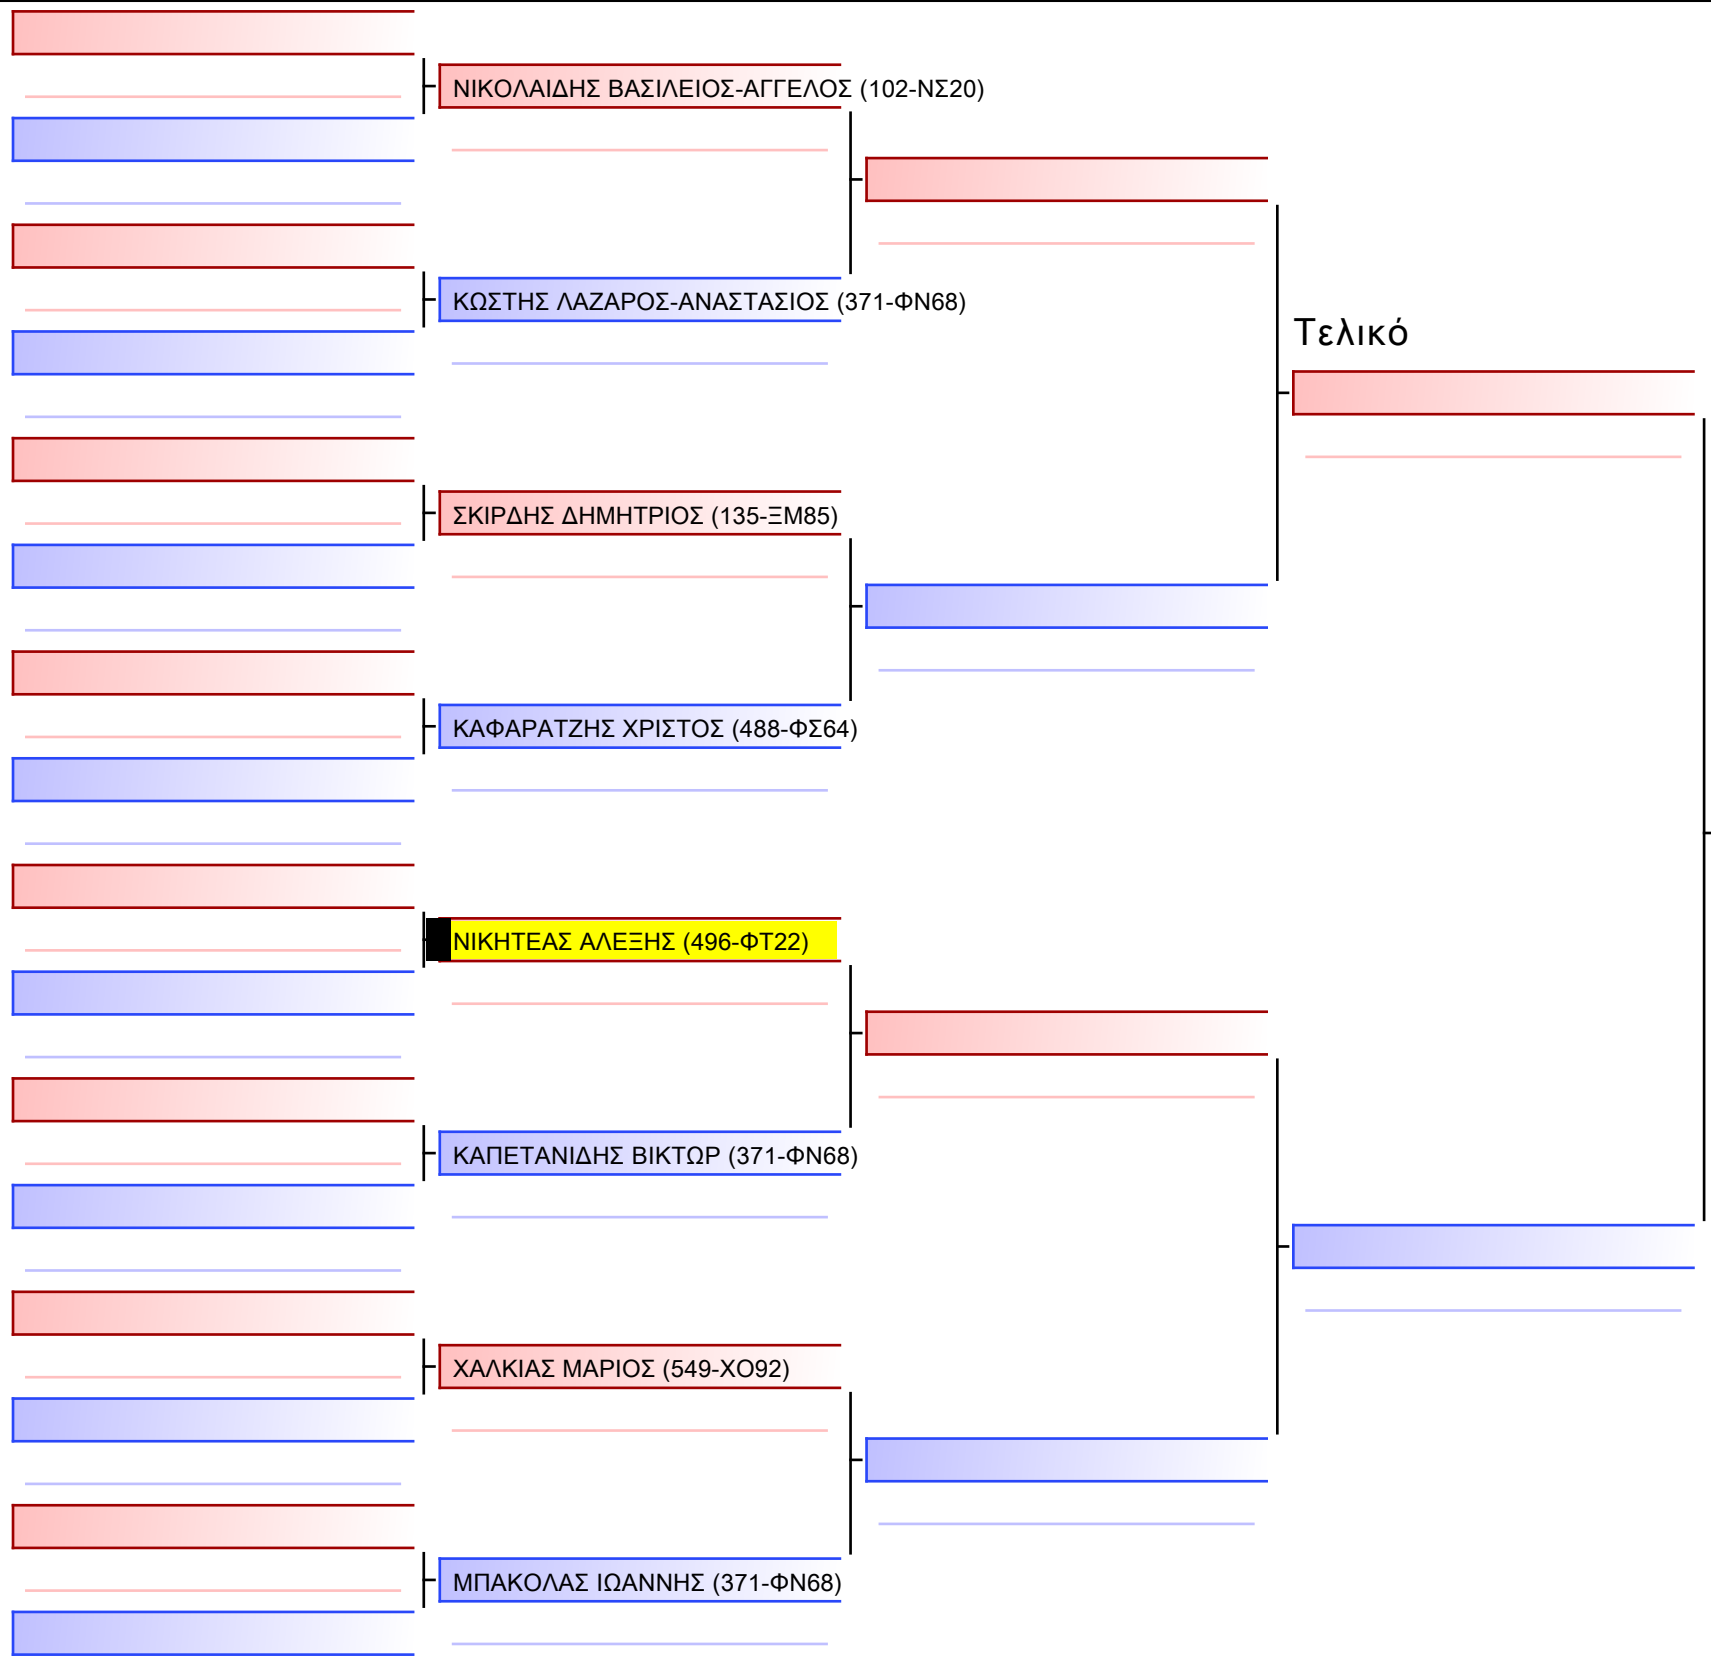 ΝΙΚΟΛΑΙΔΗΣ ΒΑΣΙΛΕΙΟΣ-ΑΓΓΕΛΟΣ (102-ΝΣ20)
ΚΩΣΤΗΣ ΛΑΖΑΡΟΣ-ΑΝΑΣΤΑΣΙΟΣ (371-ΦΝ68)
Τελικό
ΣΚΙΡΔΗΣ ΔΗΜΗΤΡΙΟΣ (135-ΞΜ85)
ΚΑΦΑΡΑΤΖΗΣ ΧΡΙΣΤΟΣ (488-ΦΣ64)
ΝΙΚΗΤΕΑΣ ΑΛΕΞΗΣ (496-ΦΤ22)
ΚΑΠΕΤΑΝΙΔΗΣ ΒΙΚΤΩΡ (371-ΦΝ68)
ΧΑΛΚΙΑΣ ΜΑΡΙΟΣ (549-ΧΟ92)
ΜΠΑΚΟΛΑΣ ΙΩΑΝΝΗΣ (371-ΦΝ68)